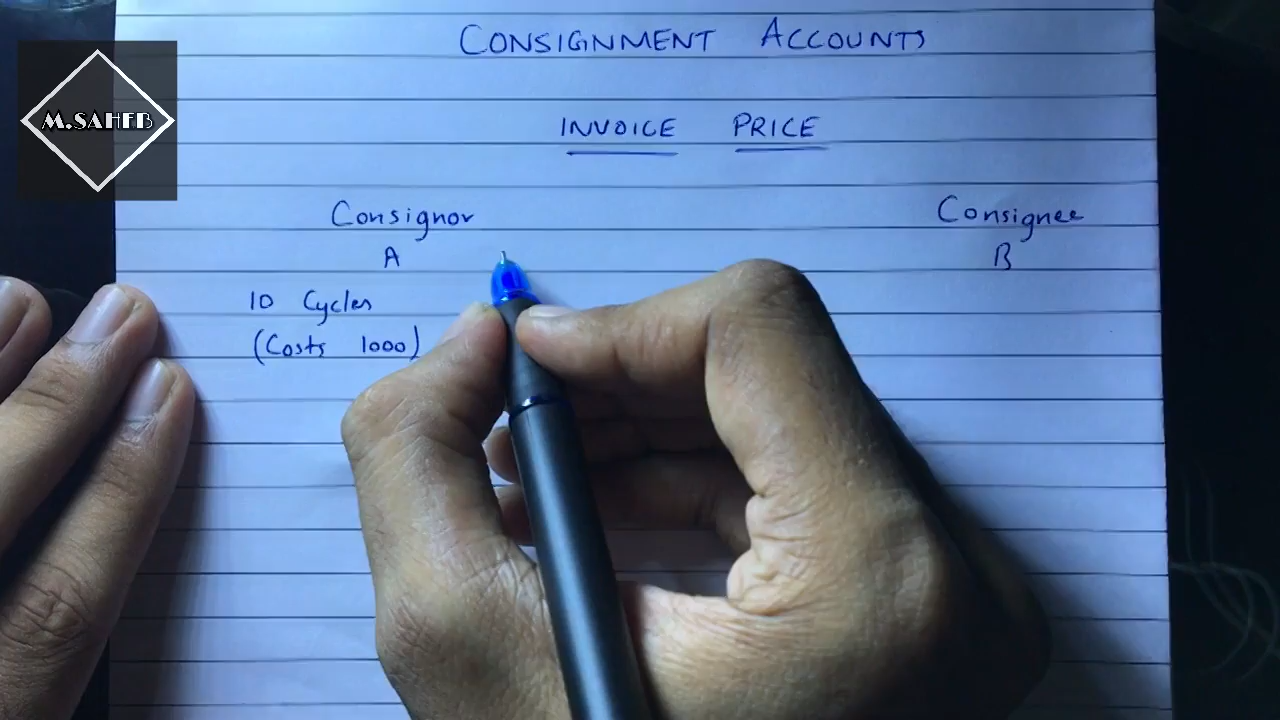 CONSIGNMENT ACCOUNTS
M.SAHEB
INVOICE PRICE
Consignor Consignee
A B
10 Cycles
(Costs 1000)